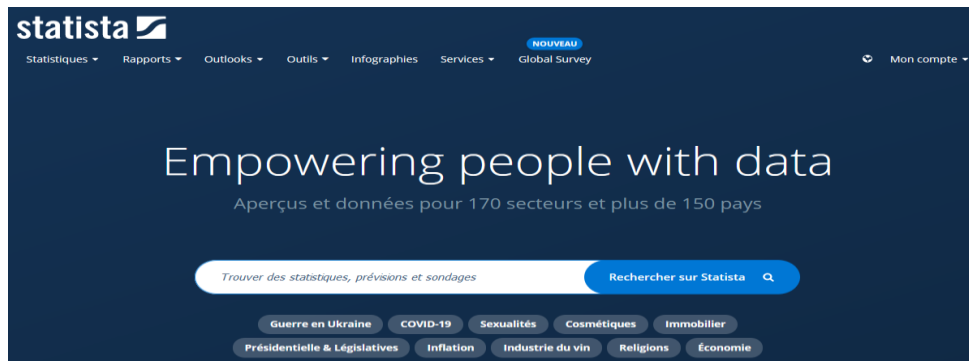 statista
NOUVEAU
Statistiques Rapports Outlooks Outils Infographies Services Global Survey Mon compte
Empowering people with data
Aperçus et données pour 170 secteurs et plus de 150 pays
Trouver des statistiques, prévisions et sondages Rechercher sur Statista
Guerre en Ukraine COVID-19 Sexualités Cosmétiques Immobilier
Présidentielle & Législatives Inflation Industrie du vin Religions Économie